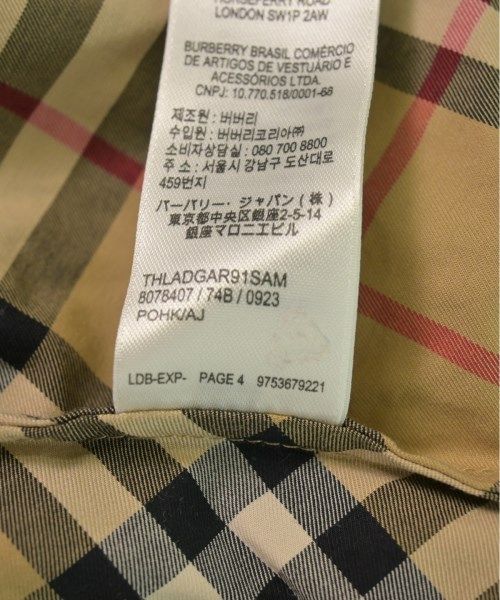 HORSEFERRY ROAD
LONDON SW1P 2AW
BURBERRY BRASIL COMÉRCIO
DE ARTIGOS DE VESTUÁRIO E
ACESSÓRIOS LTDA.
CNPJ: 10.770.518/0001-66
제조원 : 버버리
수입원 : 버버리코리아㈜
소비자상담실 : 080 700 8800
주 소 : 서울시 강남구 도산대로
459번지
バーバリー・ジャパン(株)
東京都中央区銀座2-5-14
銀座マロニエビル
THLADGAR91SAM
8078407 / 74B / 0923
POHK/AJ
LDB-EXP- PAGE 4 9753679221